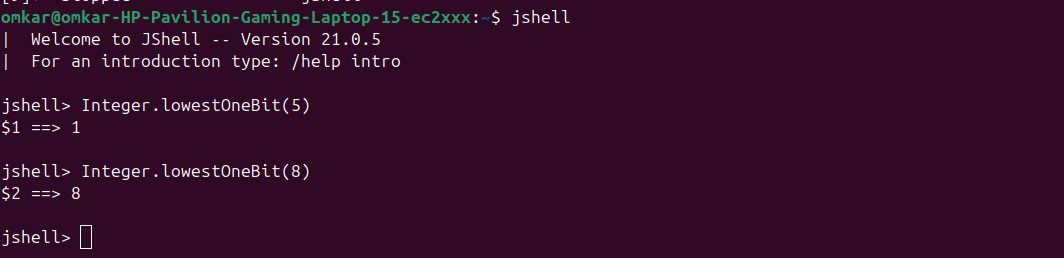 omkar@omkar-HP-Pavilion-Gaming-Laptop-15-ec2xxx:~$ jshell
|  Welcome to JShell -- Version 21.0.5
|  For an introduction type: /help intro
jshell> Integer.lowestOneBit(5)
$1 ==> 1
jshell> Integer.lowestOneBit(8)
$2 ==> 8
jshell>